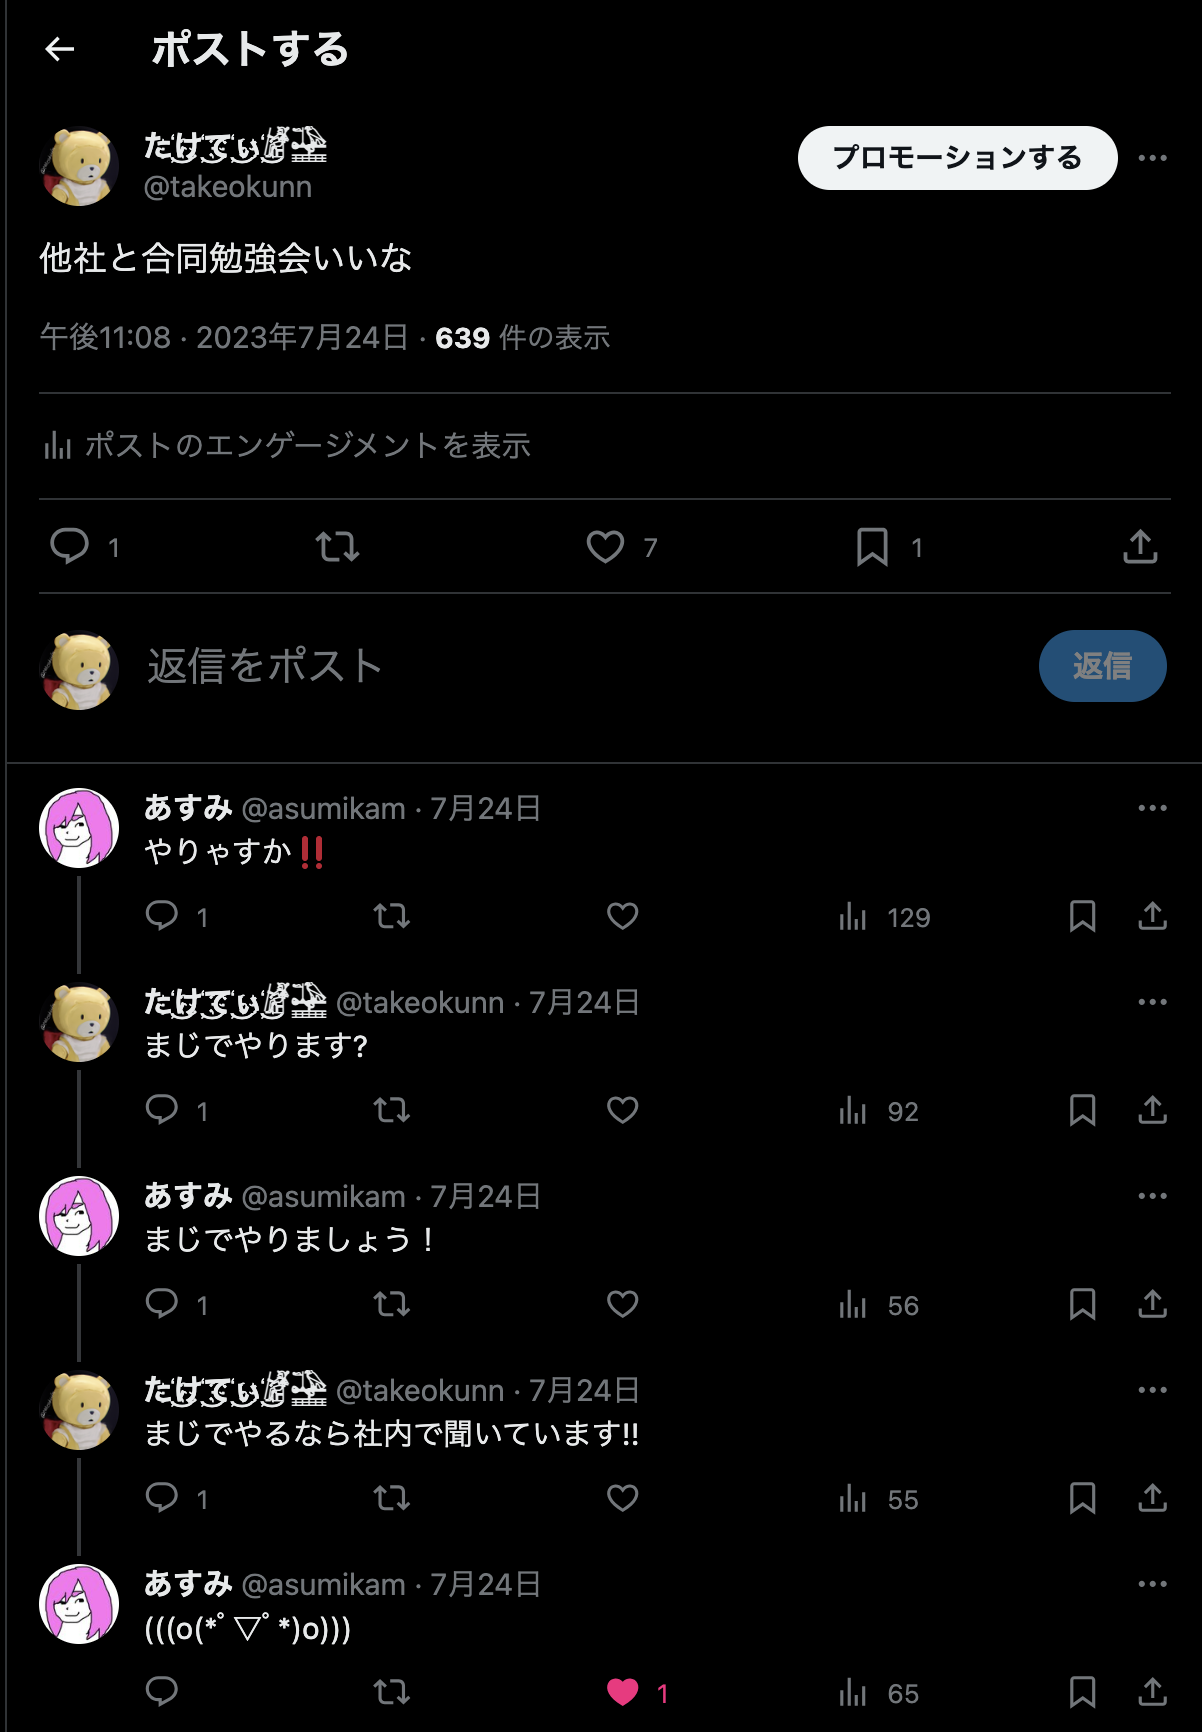 ポストする
たけてぃ
@takeokunn
プロモーションする
他社と合同勉強会いいな
午後11:08 · 2023年7月24日 · 639 件の表示
ポストのエンゲージメントを表示
1 7 1
返信をポスト
返信
あすみ @asumikam · 7月24日
やりゃすか‼️
1 129
たけてぃ @takeokunn · 7月24日
まじでやります?
1 92
あすみ @asumikam · 7月24日
まじでやりましょう！
1 56
たけてぃ @takeokunn · 7月24日
まじでやるなら社内で聞いています!!
1 55
あすみ @asumikam · 7月24日
(((o(*ﾟ▽ﾟ*)o)))
1 65